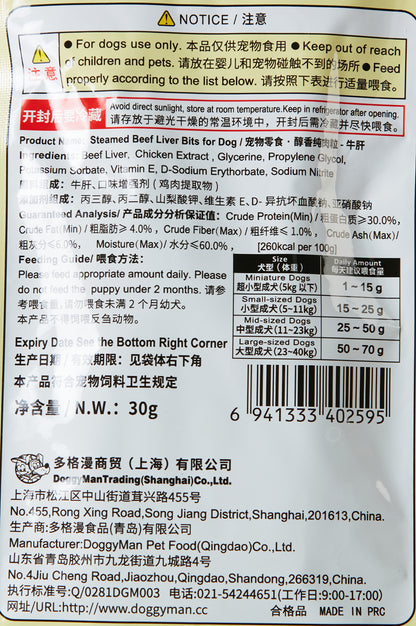 NOTICE / 注意
注意
● For dogs use only. 本品仅供宠物食用 ● Keep out of reach
of children and pets. 请放在婴儿和宠物碰触不到的场所 ● Feed
properly according to the list below. 请按照下表进行适量喂食.
开封后要冷藏
Avoid direct sunlight, store at room temperature.Keep in refrigerator after opening.
请存放于避光干燥的常温环境中，开封后需冷藏并尽快喂食。
Product Name: Steamed Beef Liver Bits for Dog / 宠物零食·醇香纯肉粒 - 牛肝
Ingredients: Beef Liver, Chicken Extract , Glycerine, Propylene Glycol,
Potassium Sorbate, Vitamin E, D-Sodium Erythorbate, Sodium Nitrite
原料组成: 牛肝、口味增强剂 ( 鸡肉提取物 )
添加剂组成: 丙三醇、丙二醇、山梨酸钾、维生素 E、D- 异抗坏血酸钠、亚硝酸钠
Guaranteed Analysis / 产品成分分析保证值: Crude Protein(Min) / 粗蛋白质≥30.0%,
Crude Fat(Min) / 粗脂肪≥ 4.0%, Crude Fiber(Max) / 粗纤维≤ 1.0%, Crude Ash(Max) /
粗灰分≤6.0%, Moisture(Max) / 水分≤60.0%, [260kcal per 100g]
Feeding Guide/ 喂食方法:
Please feed appropriate amount daily. Please
do not feed the puppy under 2 months. 请参
考喂食量,请勿喂食未满 2 个月幼犬。
本产品不得饲喂反刍动物。
Size
犬型 (体重)
Daily Amount
每天建议喂食量
Miniature Dogs
超小型成犬(5kg 以下)
1 ~ 15g
Small-sized Dogs
小型成犬(5~11kg)
15 ~ 25g
Mid-sized Dogs
中型成犬(11~23kg)
25 ~ 50g
Large-sized Dogs
大型成犬(23~40kg)
50 ~ 70g
Expiry Date See the Bottom Right Corner
生产日期 / 有效期限: 见袋体右下角
本产品符合宠物饲料卫生规定
净含量 / N.W.: 30g
6 941333 402595
多格漫商贸（上海）有限公司
DoggyManTrading(Shanghai)Co.,Ltd.
上海市松江区中山街道茸兴路455号
No.455,Rong Xing Road,Song Jiang District,Shanghai,201613,China.
生产商:多格漫食品(青岛)有限公司
Manufacturer:DoggyMan Pet Food(Qingdao)Co.,Ltd.
山东省青岛胶州市九龙街道九城路4号
No.4Jiu Cheng Road,Jiaozhou,Qingdao,Shandong,266319,China.
执行标准号:Q/0281DGM003 电话:021-54244651(工作日:9:00-17:00)
网址/URL:http://www.doggyman.cc 合格品 MADE IN PRC